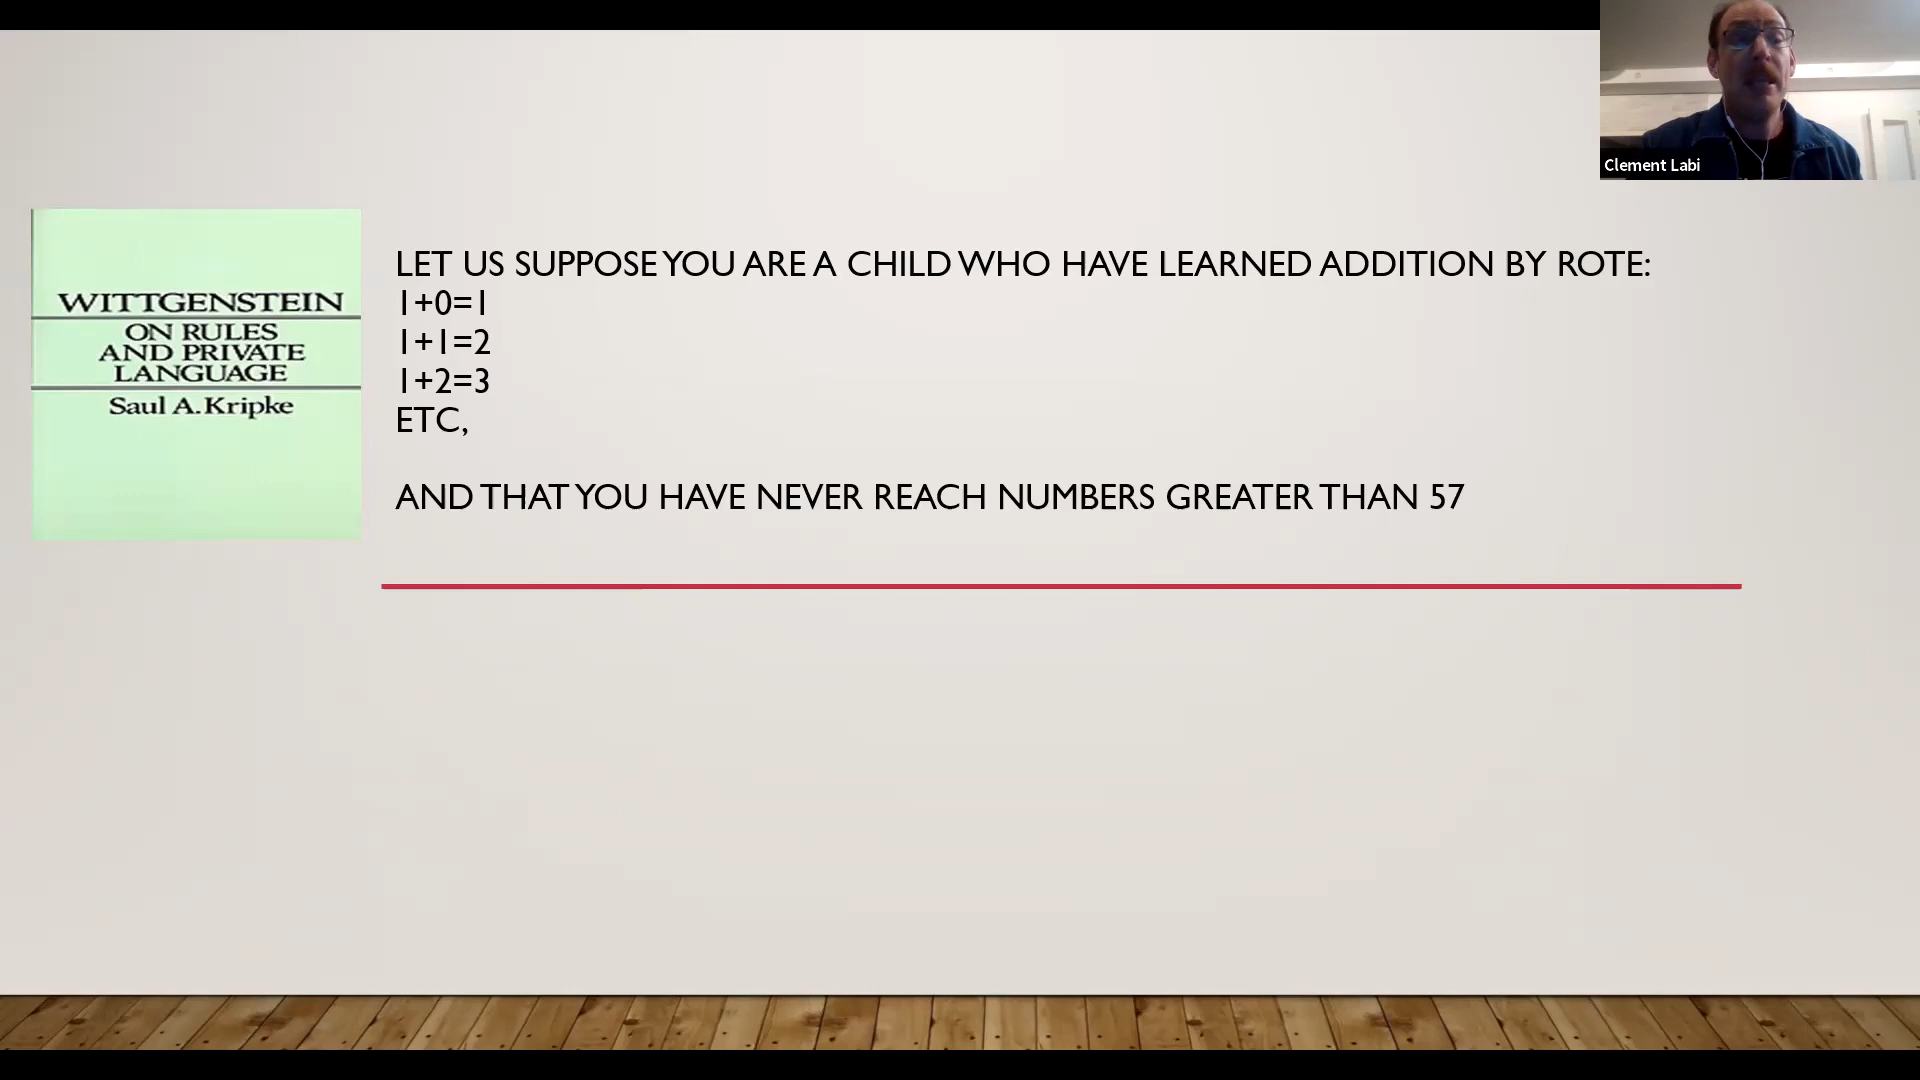 Clement Labi
WITTGENSTEIN
ON RULES
AND PRIVATE
LANGUAGE
Saul A. Kripke
LET US SUPPOSE YOU ARE A CHILD WHO HAVE LEARNED ADDITION BY ROTE:
1+0=1
1+1=2
1+2=3
ETC,
AND THAT YOU HAVE NEVER REACH NUMBERS GREATER THAN 57